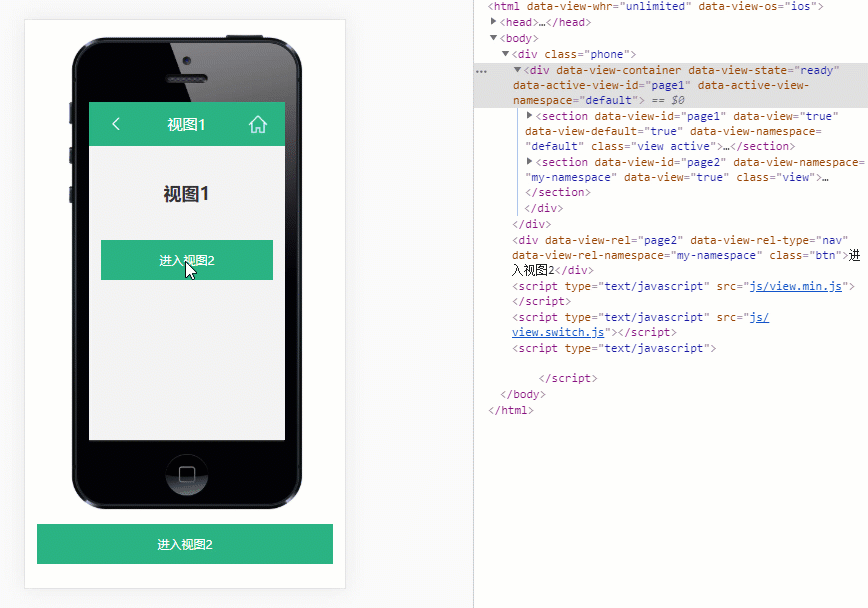 视图1
视图1
进入视图2
进入视图2
<html data-view-whr="unlimited" data-view-os="ios">
<head>…</head>
<body>
<div class="phone">
<div data-view-container data-view-state="ready"
data-active-view-id="page1" data-active-view-
namespace="default"> == $0
<section data-view-id="page1" data-view="true"
data-view-default="true" data-view-namespace=
"default" class="view active">…</section>
<section data-view-id="page2" data-view-namespace=
"my-namespace" data-view="true" class="view">…
</section>
</div>
</div>
<div data-view-rel="page2" data-view-rel-type="nav"
data-view-rel-namespace="my-namespace" class="btn">进
入视图2</div>
<script type="text/javascript" src="js/view.min.js">
</script>
<script type="text/javascript" src="js/
view.switch.js"></script>
<script type="text/javascript">
</script>
</body>
</html>